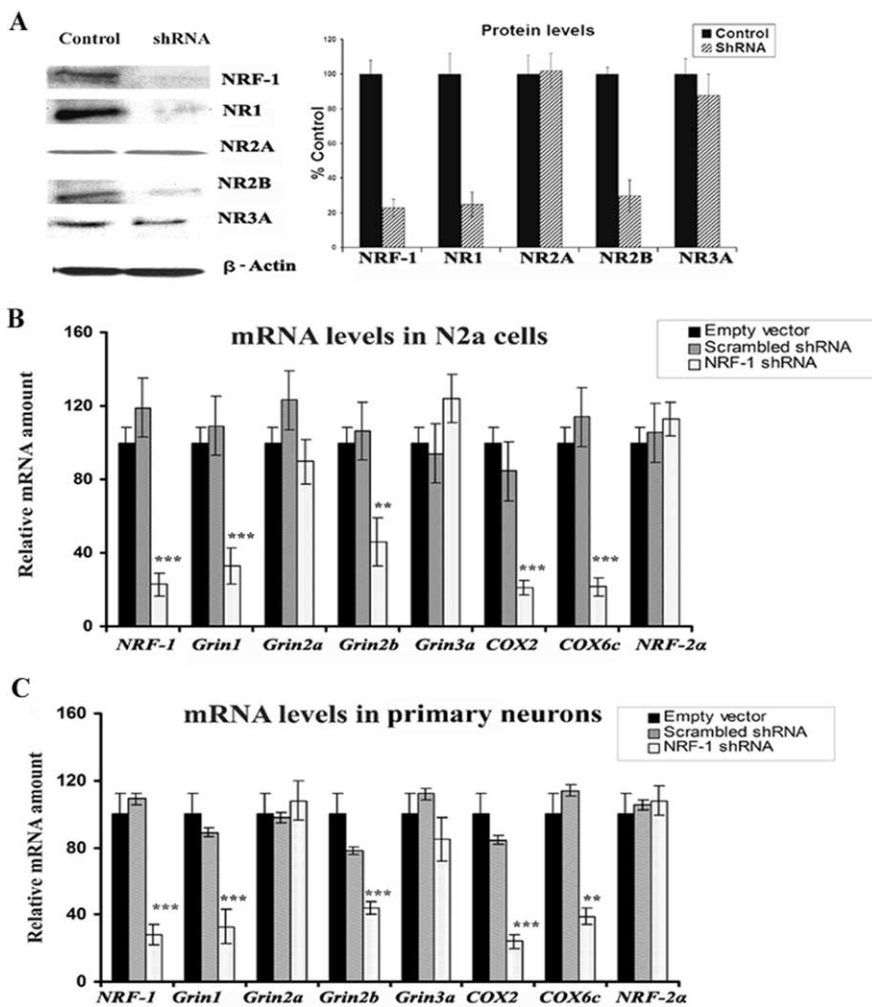 A
Control shRNA
NRF-1
NR1
NR2A
NR2B
NR3A
β - Actin
Protein levels
Control
ShRNA
% Control
120
100
80
60
40
20
0
NRF-1 NR1 NR2A NR2B NR3A
B
mRNA levels in N2a cells
Empty vector
Scrambled shRNA
NRF-1 shRNA
Relative mRNA amount
160
120
80
40
0
*** *** ** *** ***
NRF-1 Grin1 Grin2a Grin2b Grin3a COX2 COX6c NRF-2α
C
mRNA levels in primary neurons
Empty vector
Scrambled shRNA
NRF-1 shRNA
Relative mRNA amount
160
120
80
40
0
*** *** *** *** **
NRF-1 Grin1 Grin2a Grin2b Grin3a COX2 COX6c NRF-2α